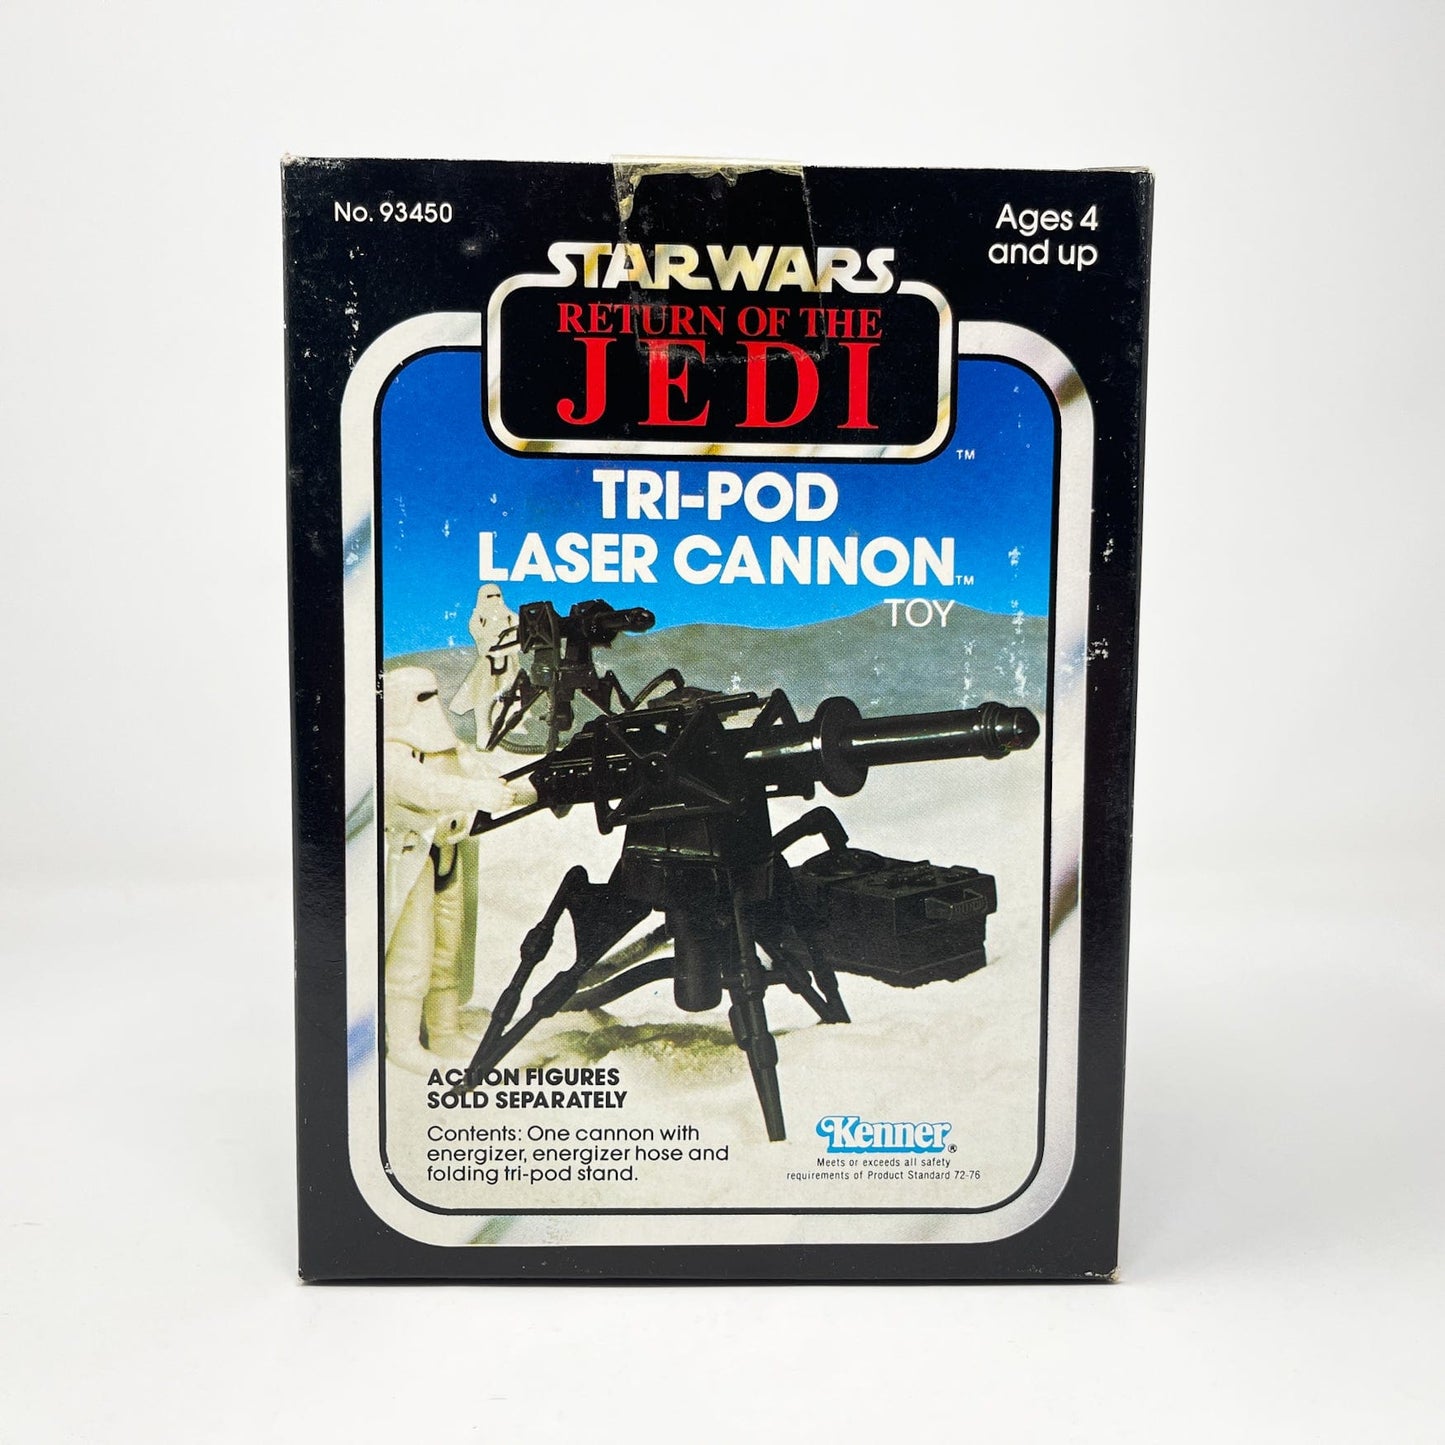 No. 93450
Ages 4
and up
STAR WARS
RETURN OF THE
JEDI
TM
TRI-POD
LASER CANNON TM
TOY
ACTION FIGURES
SOLD SEPARATELY
Contents: One cannon with
energizer, energizer hose and
folding tri-pod stand.
Kenner®
Meets or exceeds all safety
requirements of Product Standard 72-76